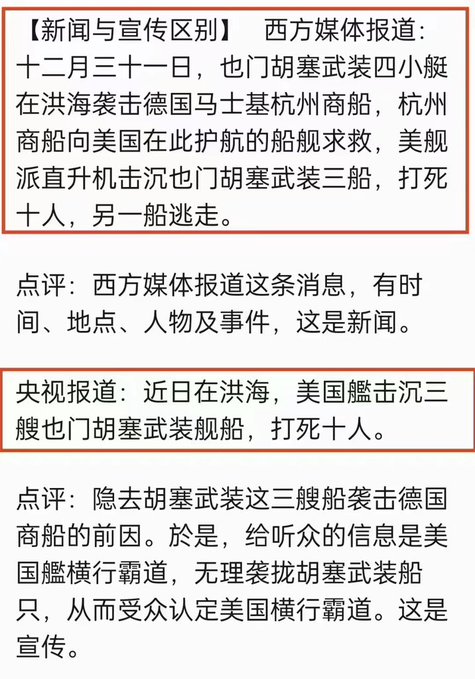 【新闻与宣传区别】 西方媒体报道：
十二月三十一日，也门胡塞武装四小艇
在洪海袭击德国马士基杭州商船，杭州
商船向美国在此护航的船舰求救，美舰
派直升机击沉也门胡塞武装三船，打死
十人，另一船逃走。
点评：西方媒体报道这条消息，有时
间、地点、人物及事件，这是新闻。
央视报道：近日在洪海，美国艦击沉三
艘也门胡塞武装舰船，打死十人。
点评：隐去胡塞武装这三艘船袭击德国
商船的前因。於是，给听众的信息是美
国艦横行霸道，无理袭拢胡塞武装船
只，从而受众认定美国横行霸道。这是
宣传。